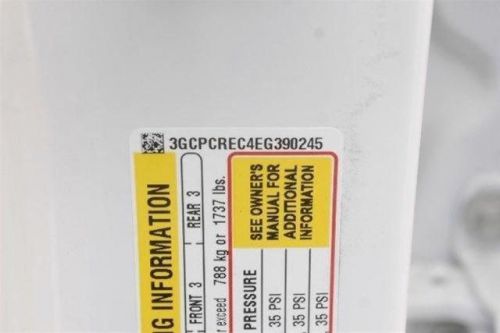 3GCPCREC4EG390245
NG INFORMATION
FRONT 3 REAR 3
exceed 788 kg or 1737 lbs.
SEE OWNER'S
MANUAL FOR
ADDITIONAL
INFORMATION
PRESSURE
35 PSI
35 PSI
35 PSI